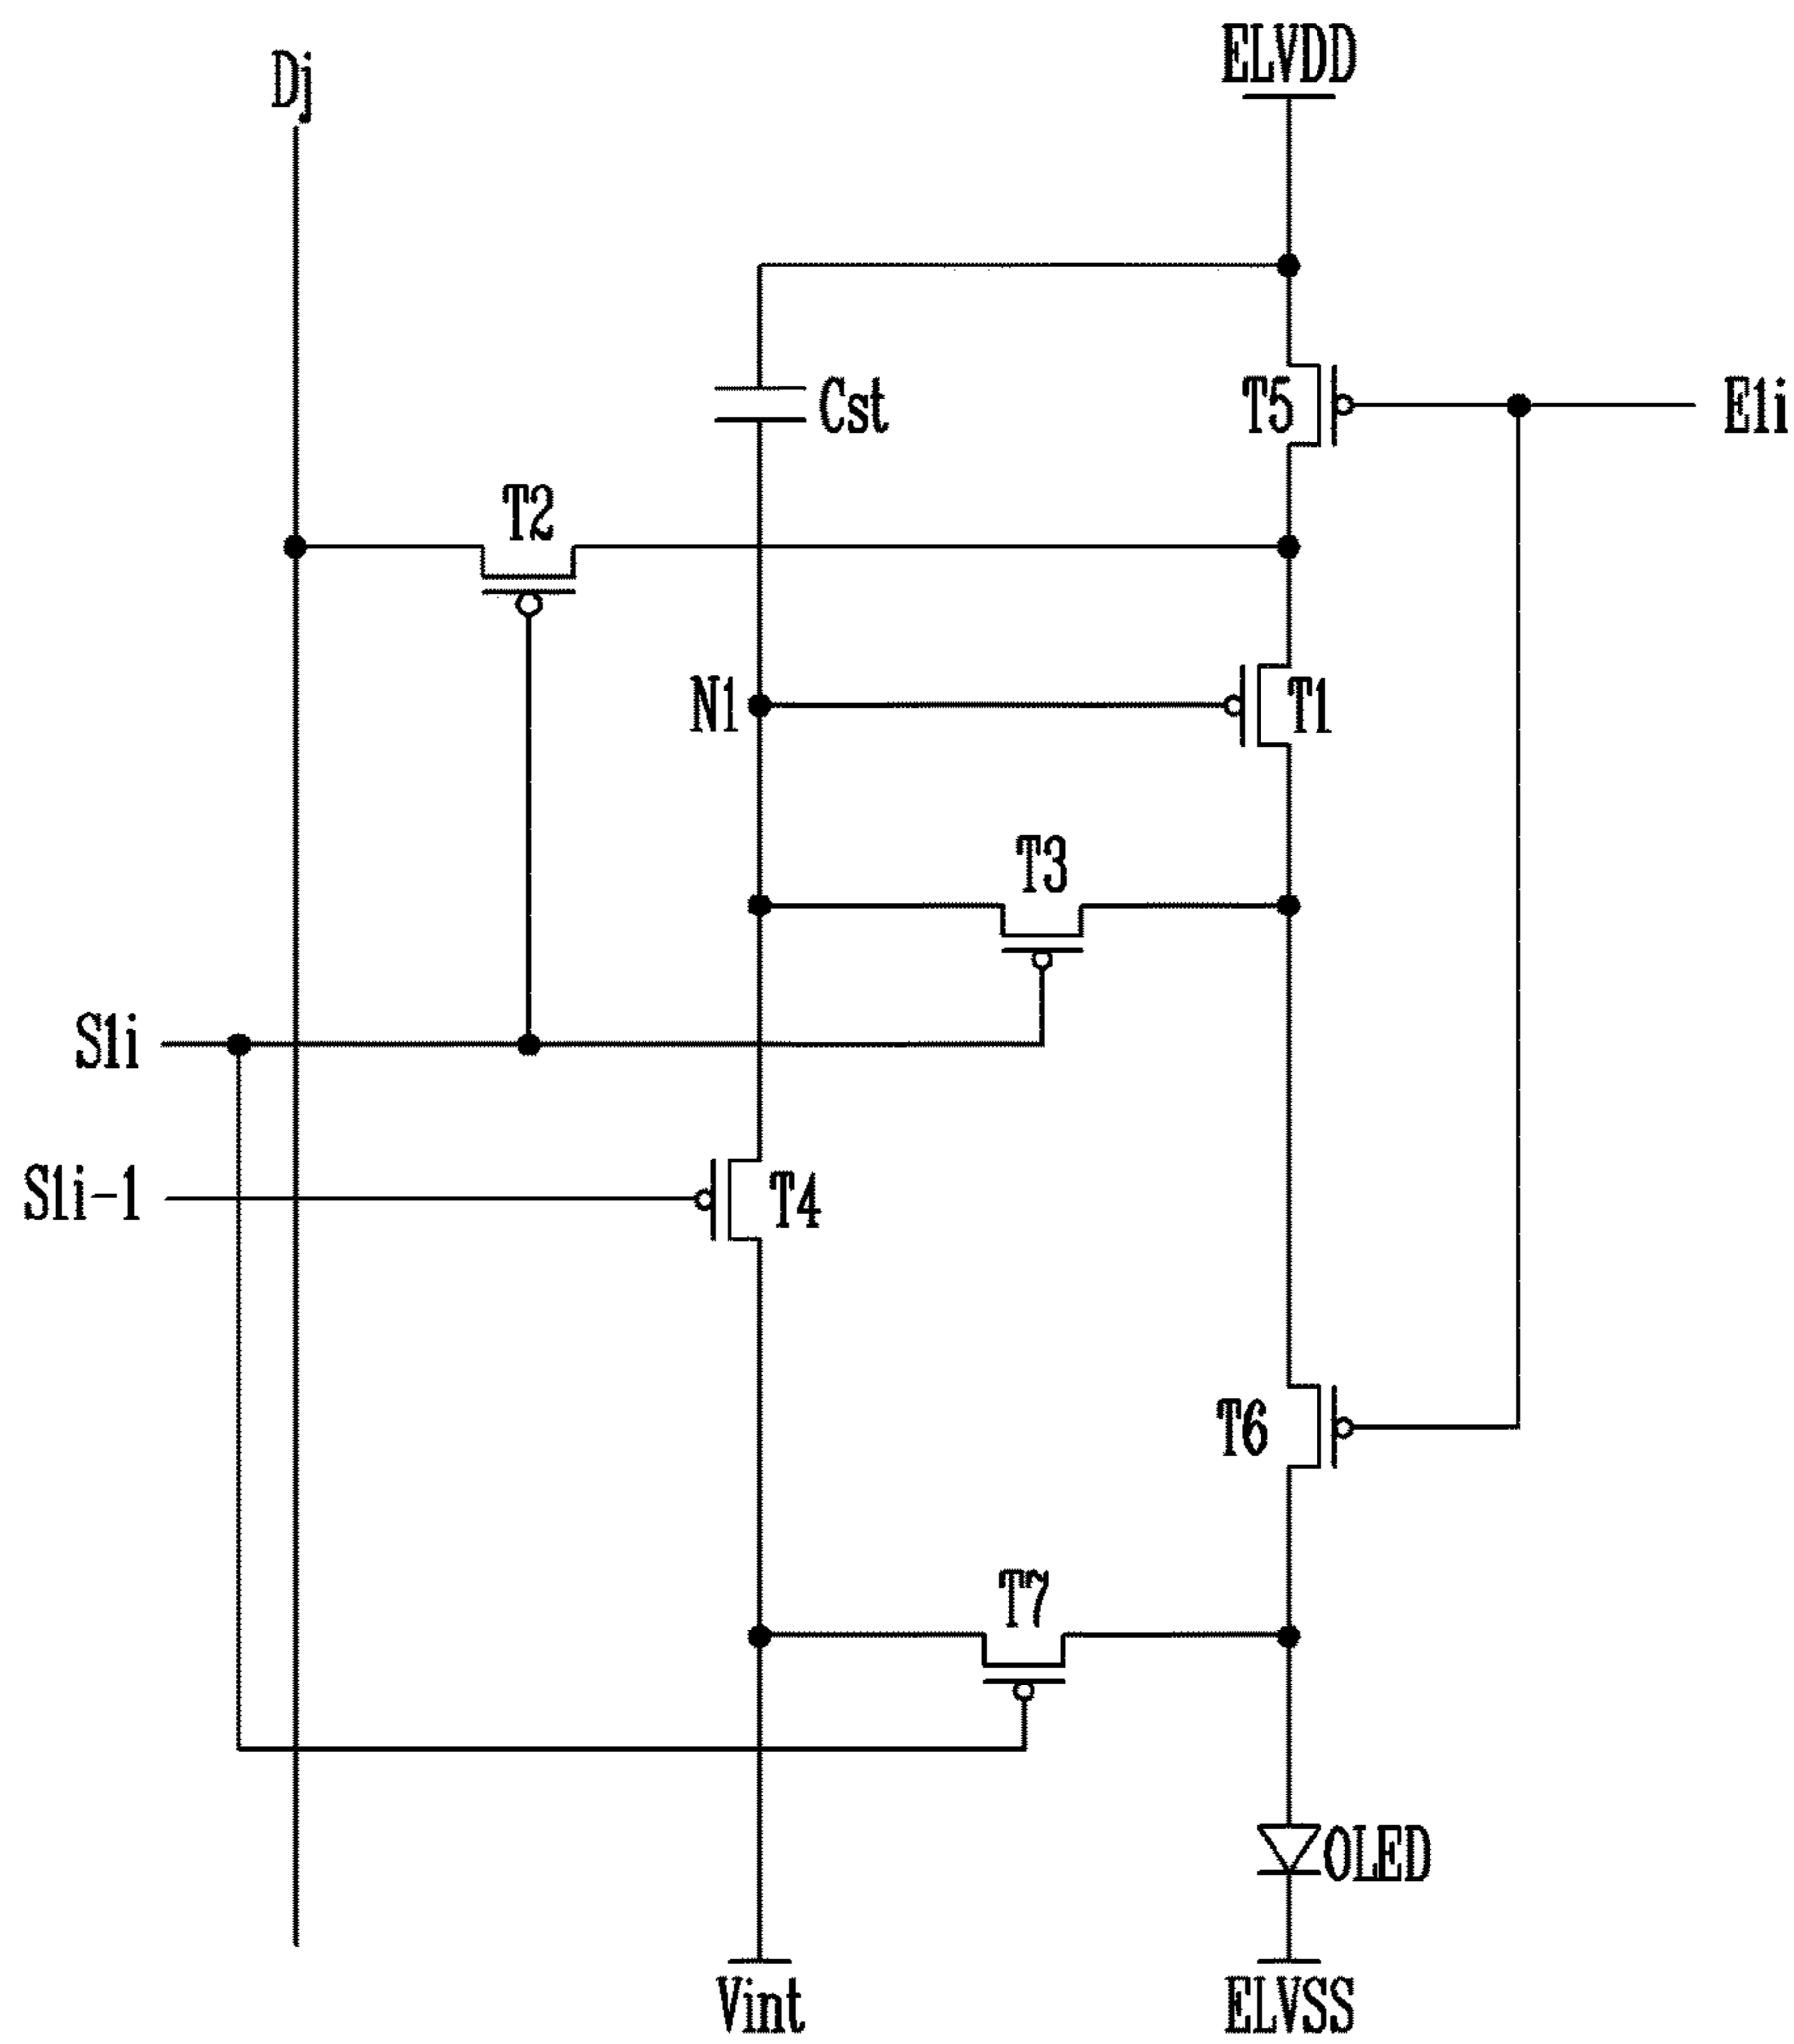 ELVDD
Dj
Cst
T5
E1i
T2
N1
T1
T3
S1i
S1i-1
T4
T6
T7
OLED
Vint
ELVSS